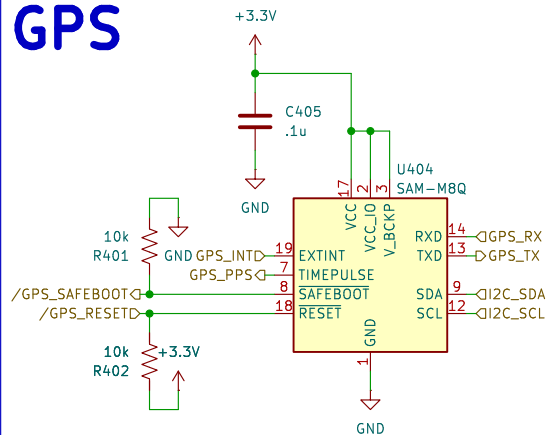 GPS
+3.3V
C405
.1u
GND
U404
SAM-M8Q
17
2
3
VCC
VCC_IO
V_BCKP
10k
R401
GND
GPS_INT
19
EXTINT
GPS_PPS
7
TIMEPULSE
/GPS_SAFEBOOT
8
SAFEBOOT
/GPS_RESET
18
RESET
RXD
14
GPS_RX
TXD
13
GPS_TX
SDA
9
I2C_SDA
SCL
12
I2C_SCL
GND
1
10k
R402
+3.3V
GND